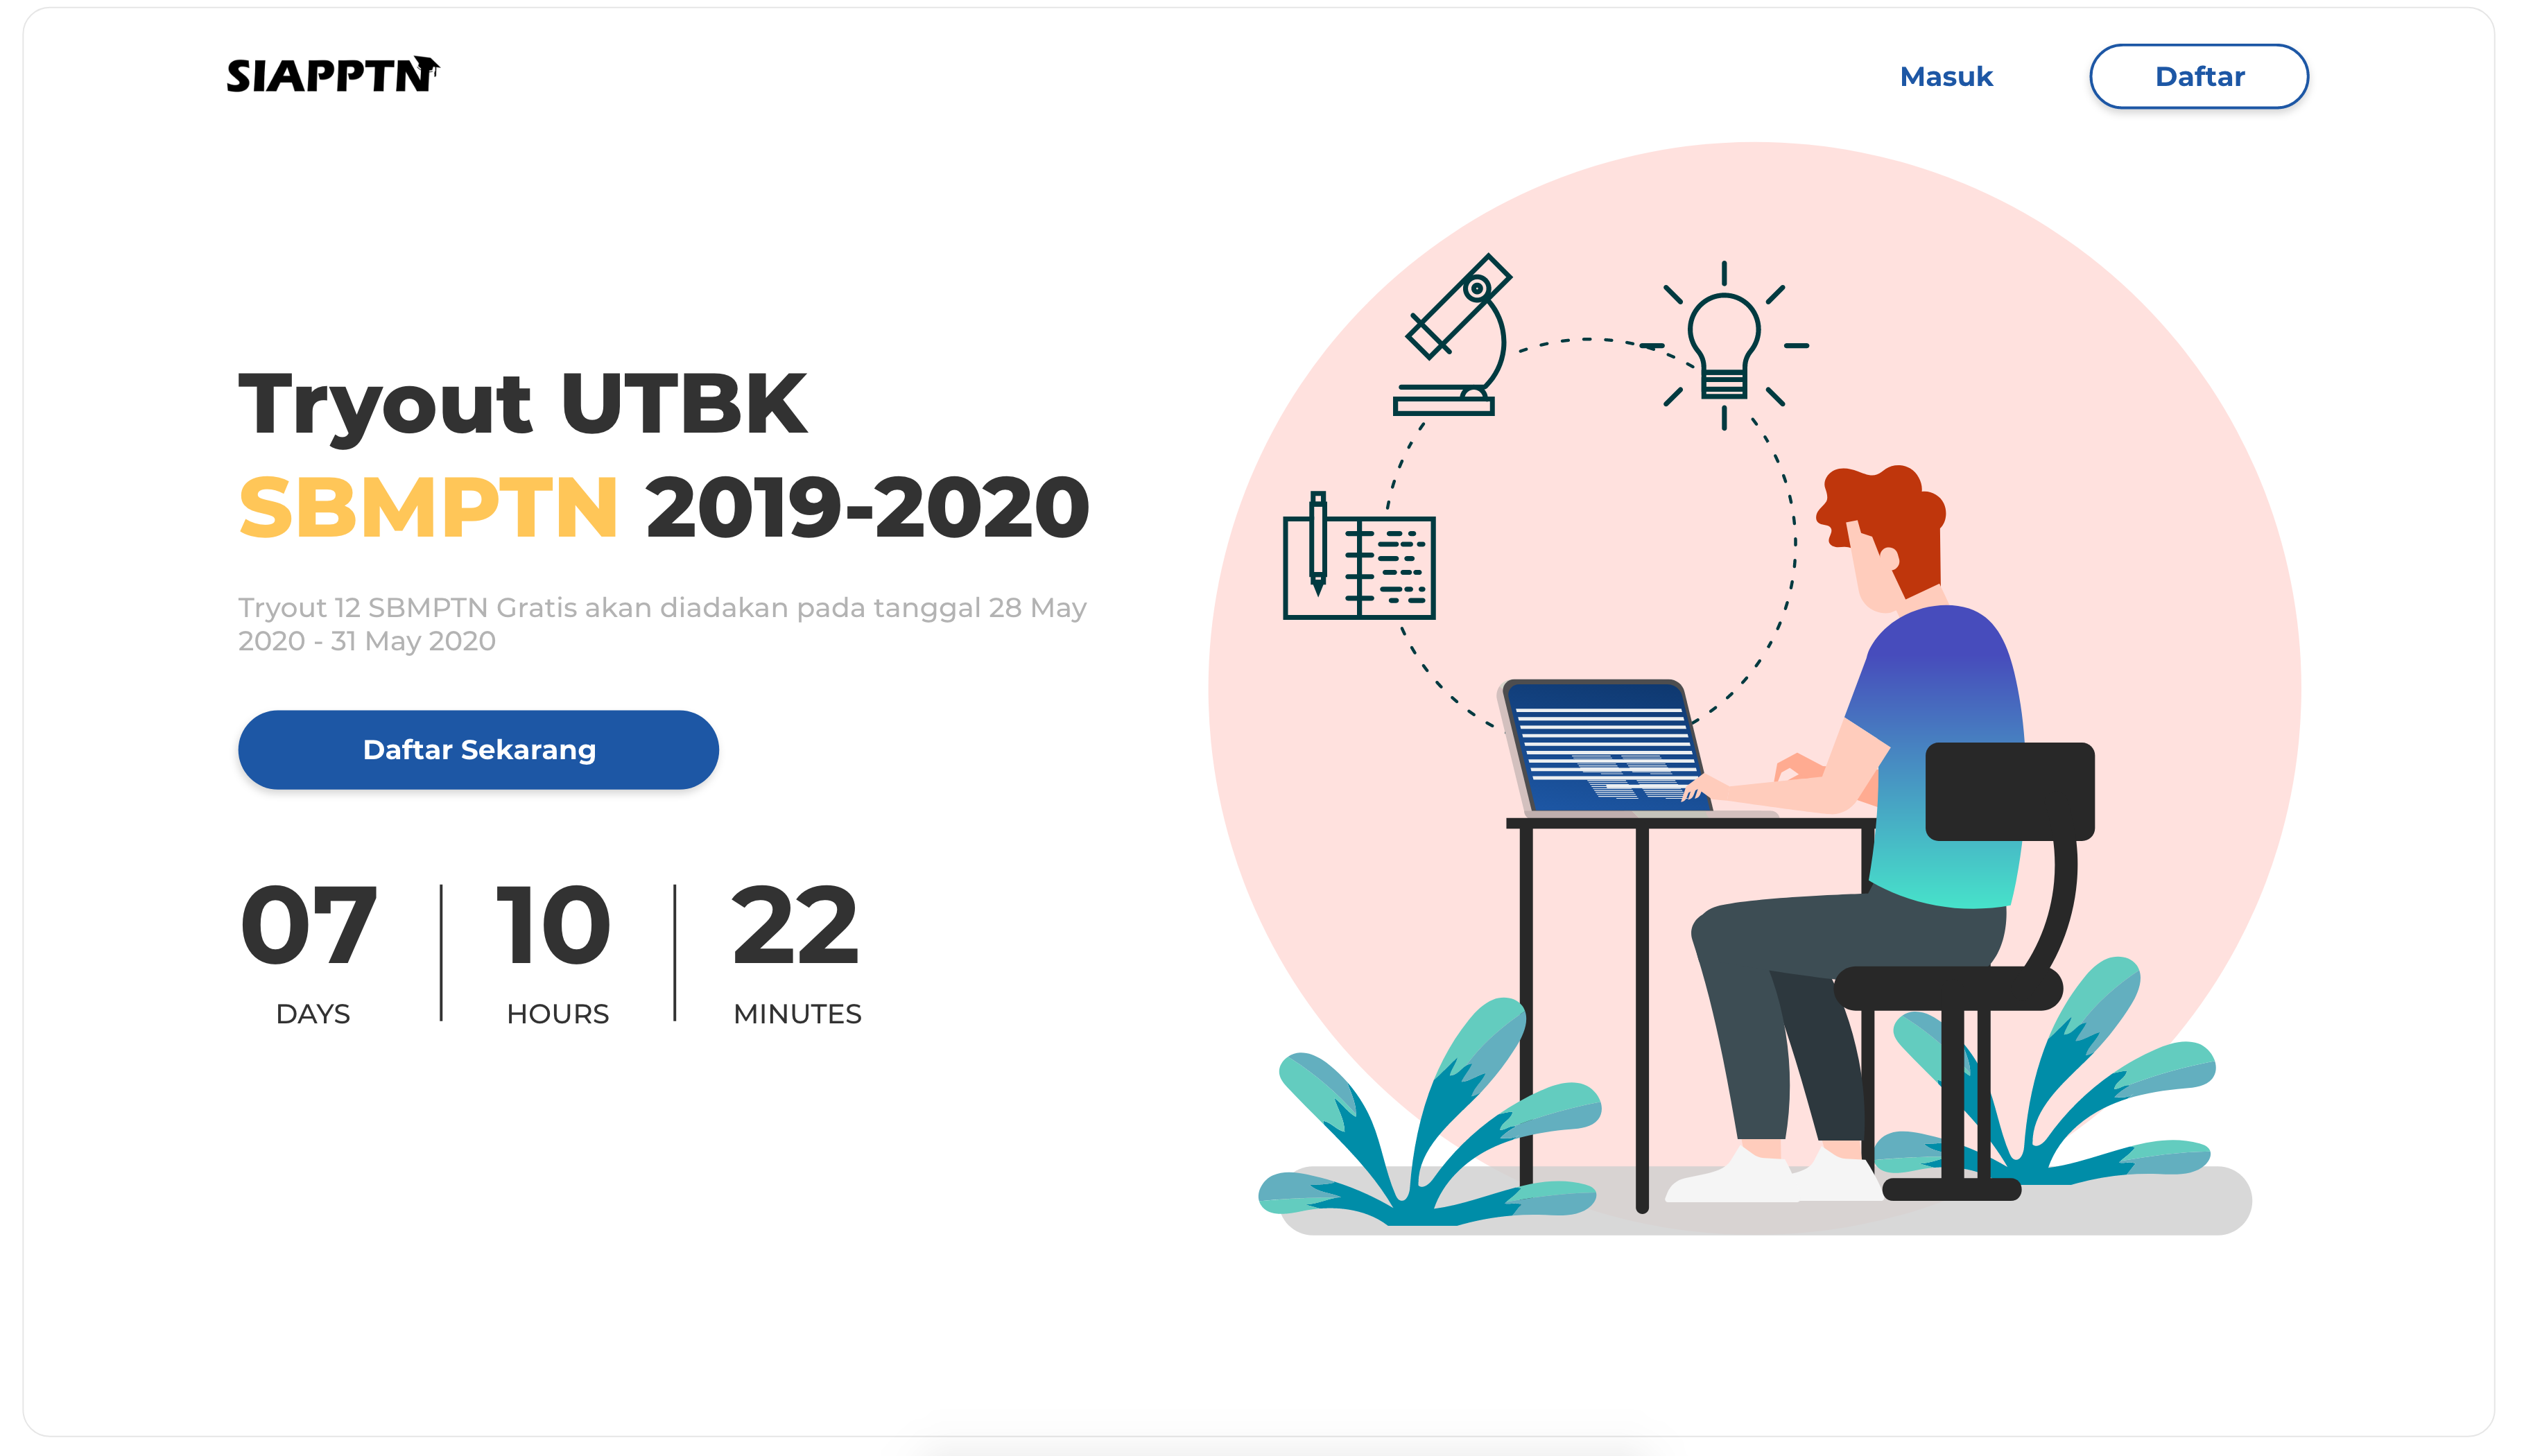 SIAPPTN
Masuk
Daftar
Tryout UTBK
SBMPTN 2019-2020
Tryout 12 SBMPTN Gratis akan diadakan pada tanggal 28 May
2020 - 31 May 2020
Daftar Sekarang
07 10 22
DAYS HOURS MINUTES